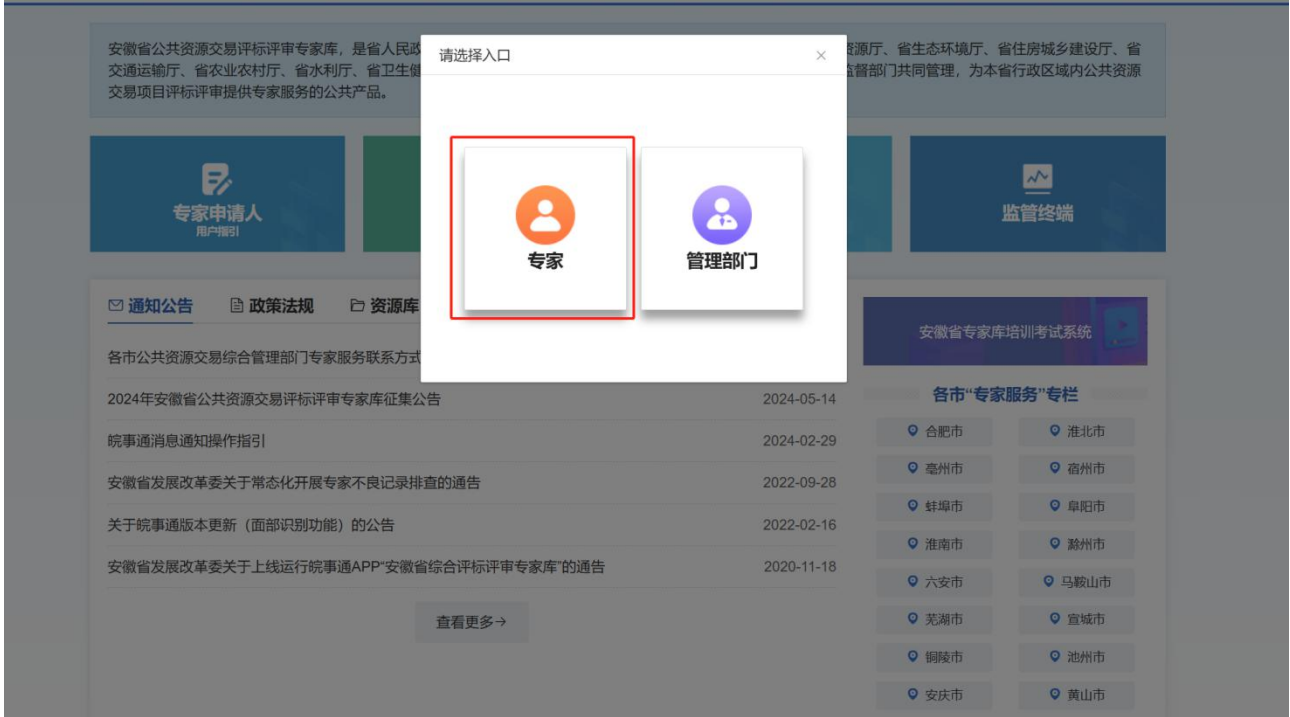 安徽省公共资源交易评标评审专家库，是省人民政
资源厅、省生态环境厅、省住房城乡建设厅、省
交通运输厅、省农业农村厅、省水利厅、省卫生健
监督部门共同管理，为本省行政区域内公共资源
交易项目评标评审提供专家服务的公共产品。
请选择入口
×
专家
管理部门
专家申请人
用户指引
监管终端
通知公告
政策法规
资源库
各市公共资源交易综合管理部门专家服务联系方式
2024年安徽省公共资源交易评标评审专家库征集公告 2024-05-14
皖事通消息通知操作指引 2024-02-29
安徽省发展改革委关于常态化开展专家不良记录排查的通告 2022-09-28
关于皖事通版本更新（面部识别功能）的公告 2022-02-16
安徽省发展改革委关于上线运行皖事通APP“安徽省综合评标评审专家库”的通告 2020-11-18
查看更多→
安徽省专家库培训考试系统
各市“专家服务”专栏
合肥市 淮北市
亳州市 宿州市
蚌埠市 阜阳市
淮南市 滁州市
六安市 马鞍山市
芜湖市 宣城市
铜陵市 池州市
安庆市 黄山市